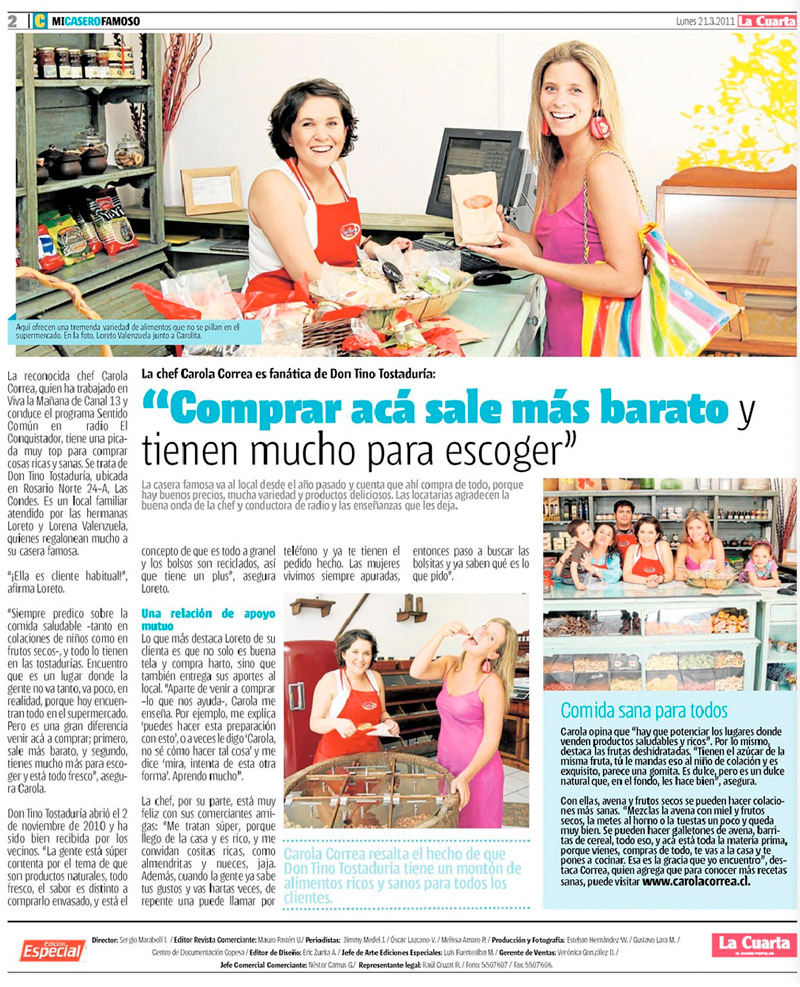 2 C MICASEROFAMOSO
Lunes 21.3.2011 La Cuarta
Aquí ofrecen una tremenda variedad de alimentos que no se pillan en el
supermercado. En la foto, Loreto Valenzuela junto a Carolita.
La chef Carola Correa es fanática de Don Tino Tostaduría:
“Comprar acá sale más barato y
tienen mucho para escoger”
La casera famosa va al local desde el año pasado y cuenta que ahí compra de todo, porque
hay buenos precios, mucha variedad y productos deliciosos. Las locatarias agradecen la
buena onda de la chef y conductora de radio y las enseñanzas que les deja.
La reconocida chef Carola
Correa, quien ha trabajado en
Viva la Mañana de Canal 13 y
conduce el programa Sentido
Común en radio El
Conquistador, tiene una pica-
da muy top para comprar
cosas ricas y sanas. Se trata de
Don Tino Tostaduría, ubicada
en Rosario Norte 24-A, Las
Condes. Es un local familiar
atendido por las hermanas
Loreto y Lorena Valenzuela,
quienes regalonean mucho a
su casera famosa.
“¡Ella es cliente habitual!”,
afirma Loreto.
“Siempre predico sobre la
comida saludable -tanto en
colaciones de niños como en
frutos secos-, y todo lo tienen
en las tostadurías. Encuentro
que es un lugar donde la
gente no va tanto, va poco, en
realidad, porque hoy encuen-
tran todo en el supermercado.
Pero es una gran diferencia
venir acá a comprar; primero,
sale más barato, y segundo,
tienes mucho más para esco-
ger y está todo fresco”, asegu-
ra Carola.
Don Tino Tostaduría abrió el 2
de noviembre de 2010 y ha
sido bien recibida por los
vecinos. “La gente está súper
contenta por el tema de que
son productos naturales, todo
fresco, el sabor es distinto a
comprarlo envasado, y está el
concepto de que es todo a granel
y los bolsos son reciclados, así
que tiene un plus”, asegura
Loreto.
Una relación de apoyo
mutuo
Lo que más destaca Loreto de su
clienta es que no solo es buena
tela y compra harto, sino que
también entrega sus aportes al
local. “Aparte de venir a comprar
-lo que nos ayuda-, Carola me
enseña. Por ejemplo, me explica
‘puedes hacer esta preparación
con esto’, o a veces le digo ‘Carola,
no sé cómo hacer tal cosa’ y me
dice ‘mira, intenta de esta otra
forma’. Aprendo mucho”.
La chef, por su parte, está muy
feliz con sus comerciantes ami-
gas: “Me tratan súper, porque
llego de la casa y es rico, y me
convidan cositas ricas, como
almendritas y nueces, jaja.
Además, cuando la gente ya sabe
tus gustos y vas hartas veces, de
repente una puede llamar por
teléfono y ya te tienen el
pedido hecho. Las mujeres
vivimos siempre apuradas,
entonces paso a buscar las
bolsitas y ya saben qué es lo
que pido”.
Carola Correa resalta el hecho de que
Don Tino Tostaduría tiene un montón de
alimentos ricos y sanos para todos los
clientes.
Comida sana para todos
Carola opina que “hay que potenciar los lugares donde
venden productos saludables y ricos”. Por lo mismo,
destaca las frutas deshidratadas. “Tienen el azúcar de la
misma fruta, tú le mandas eso al niño de colación y es
exquisito, parece una gomita. Es dulce, pero es un dulce
natural que, en el fondo, les hace bien”, asegura.
Con ellas, avena y frutos secos se pueden hacer colacio-
nes más sanas. “Mezclas la avena con miel y frutos
secos, la metes al horno o la tuestas un poco y queda
muy bien. Se pueden hacer galletones de avena, barri-
tas de cereal, todo eso, y acá está toda la materia prima,
porque vienes, compras de todo, te vas a la casa y te
pones a cocinar. Esa es la gracia que yo encuentro”, des-
taca Correa, quien agrega que para conocer más recetas
sanas, puede visitar www.carolacorrea.cl.
Edición
Especial
Director: Sergio Marabolí I. / Editor Revista Comerciante: Mauro Pastén V./ Periodistas: Jimmy Medel J. / Óscar Lazcano V. / Melissa Amaro P. / Producción y Fotografía: Esteban Hernández W. / Gustavo Lara M. /
Centro de Documentación Copesa / Editor de Diseño: Eric Zurita A. / Jefe de Arte Ediciones Especiales: Luis Fuentealba M. / Gerente de Ventas: Verónica González D. /
Jefe Comercial Comerciante: Néstor Camus G./ Representante legal: Raúl Cruzat R. / Fono: 5507607 / Fax: 5507606.
La Cuarta